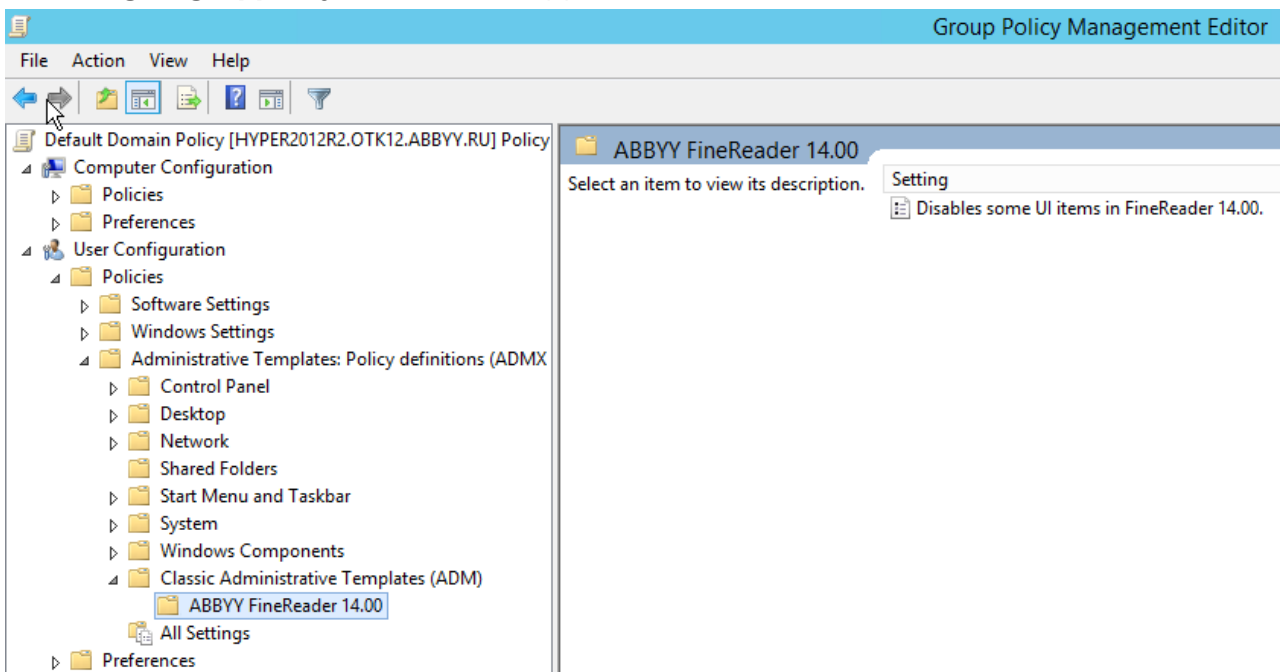 Group Policy Management Editor
File Action View Help
Default Domain Policy [HYPER2012R2.OTK12.ABBYY.RU] Policy
Computer Configuration
Policies
Preferences
User Configuration
Policies
Software Settings
Windows Settings
Administrative Templates: Policy definitions (ADMX
Control Panel
Desktop
Network
Shared Folders
Start Menu and Taskbar
System
Windows Components
Classic Administrative Templates (ADM)
ABBYY FineReader 14.00
All Settings
Preferences
ABBYY FineReader 14.00
Select an item to view its description.
Setting
Disables some UI items in FineReader 14.00.